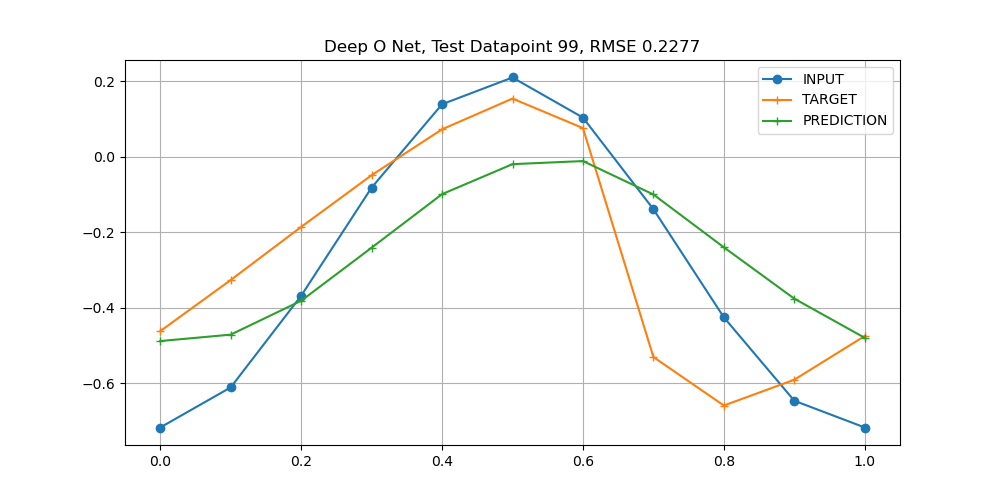 Deep O Net, Test Datapoint 99, RMSE 0.2277
INPUT
TARGET
PREDICTION
0.2
0.0
−0.2
−0.4
−0.6
0.0 0.2 0.4 0.6 0.8 1.0